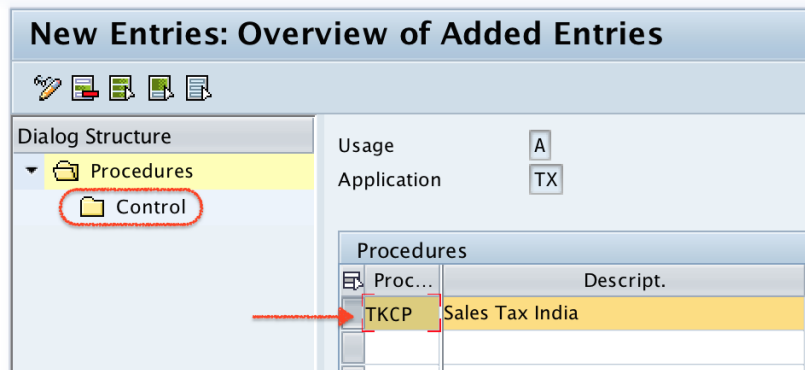 New Entries: Overview of Added Entries
Dialog Structure
Procedures
Control
Usage A
Application TX
Procedures
Proc... Descript.
TKCP Sales Tax India